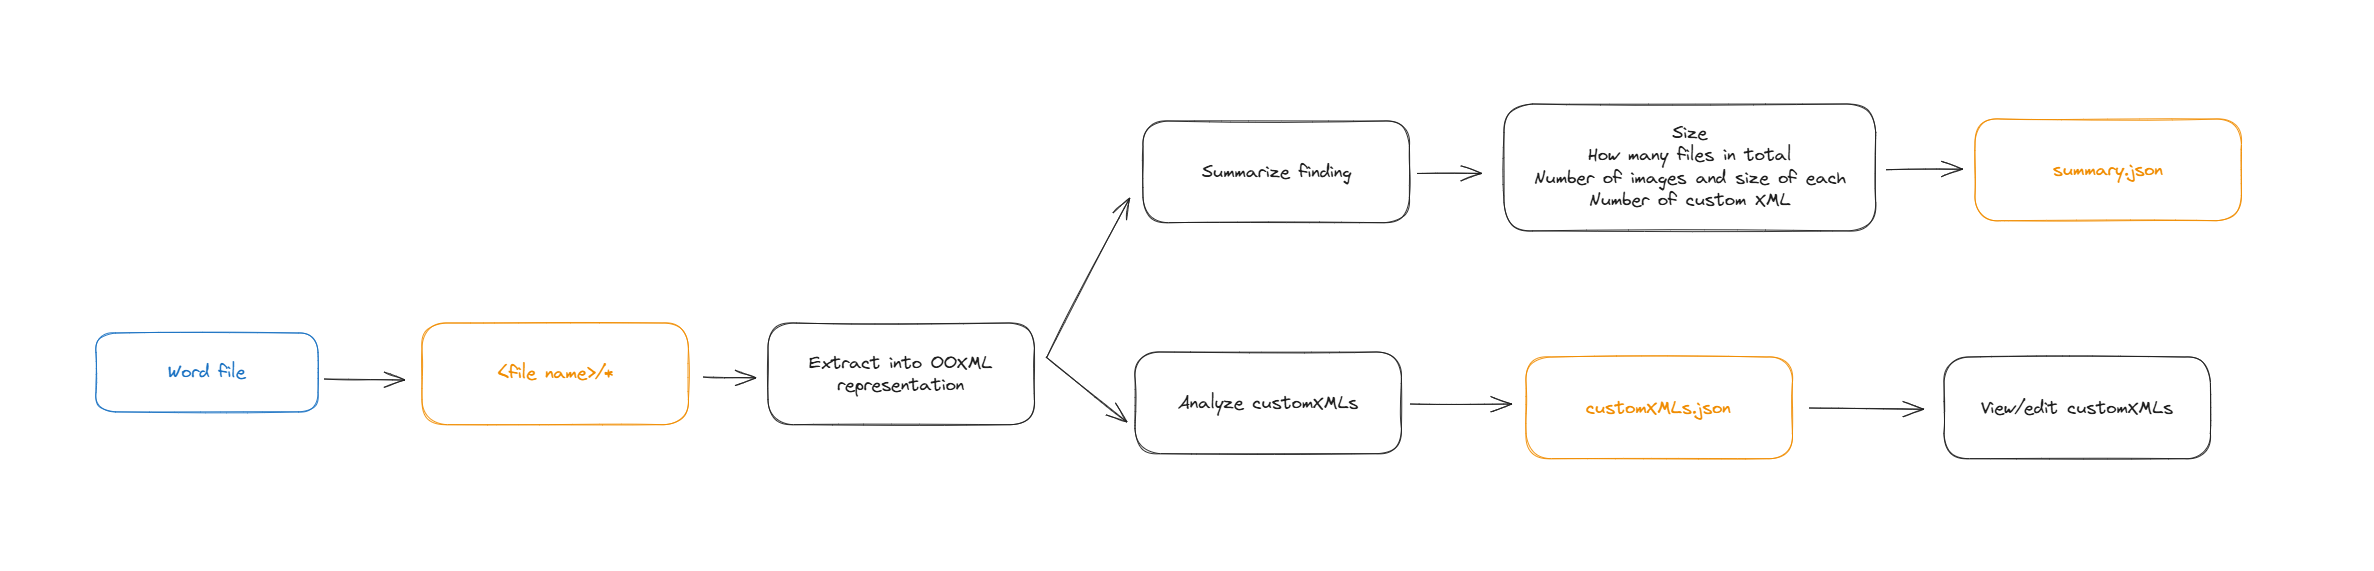 Word file
<file name>/*
Extract into OOXML
representation
Summarize finding
Size
How many files in total
Number of images and size of each
Number of custom XML
summary.json
Analyze customXMLs
customXMLs.json
View/edit customXMLs